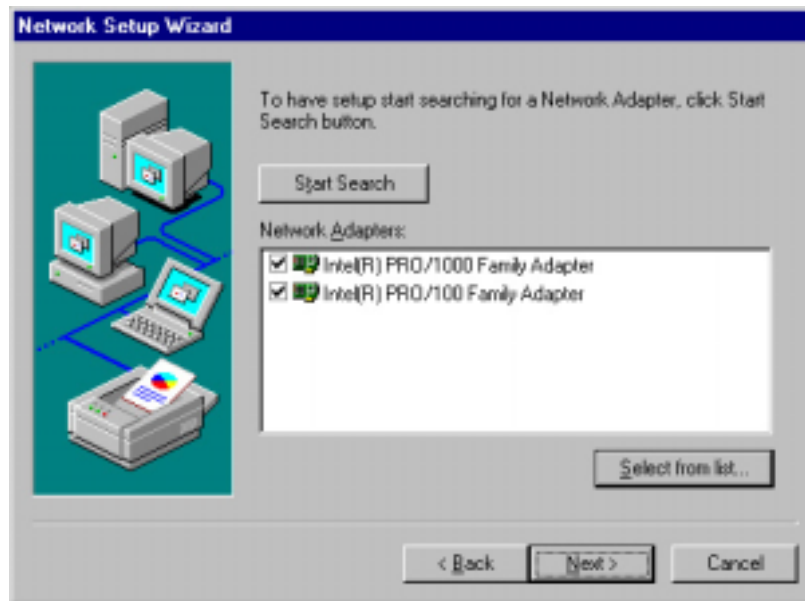 Network Setup Wizard
To have setup start searching for a Network Adapter, click Start
Search button.
Start Search
Network Adapters:
Intel(R) PRO/1000 Family Adapter
Intel(R) PRO/100 Family Adapter
Select from list...
< Back
Next >
Cancel